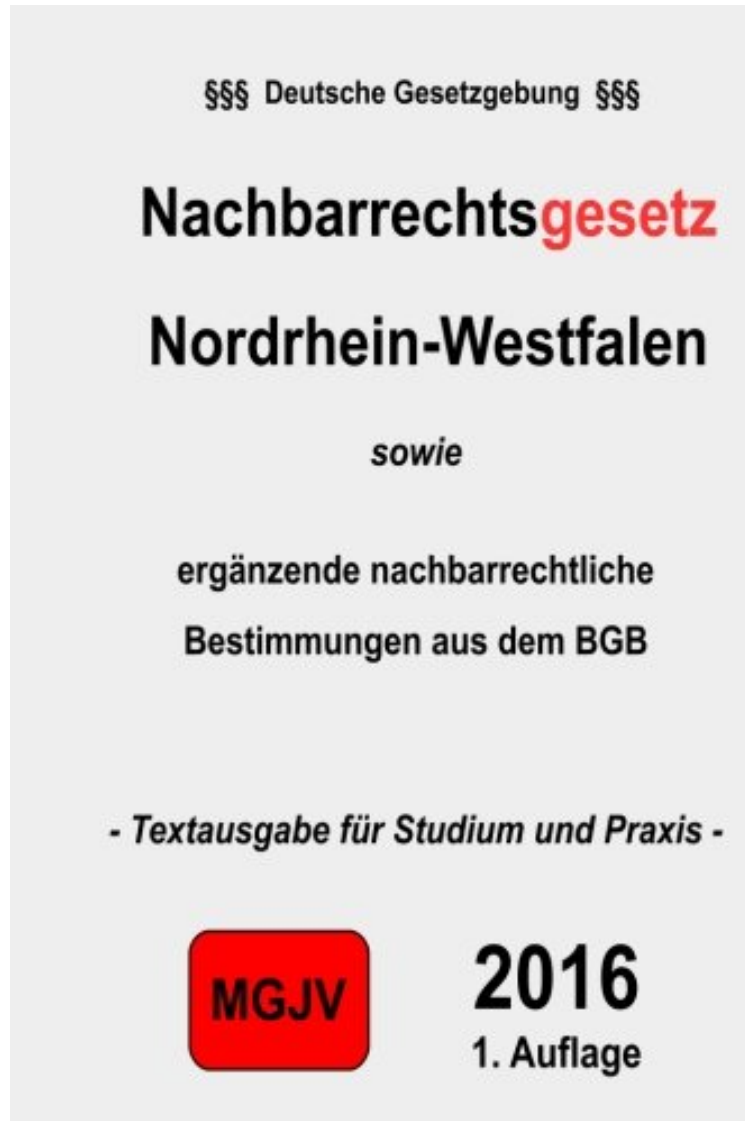 §§§ Deutsche Gesetzgebung §§§
Nachbarrechtsgesetz
Nordrhein-Westfalen
sowie
ergänzende nachbarrechtliche
Bestimmungen aus dem BGB
- Textausgabe für Studium und Praxis -
MGJV
2016
1. Auflage